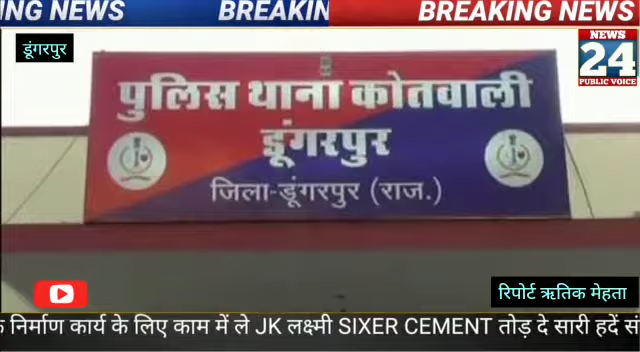 NG NEWS BREAKIN BREAKING NEWS
डूंगरपुर
NEWS
24
PUBLIC VOICE
पुलिस थाना कोतवाली
डूंगरपुर
जिला-डूंगरपुर (राज.)
रिपोर्ट ऋतिक मेहता
निर्माण कार्य के लिए काम में ले JK लक्ष्मी SIXER CEMENT तोड़ दे सारी हदें